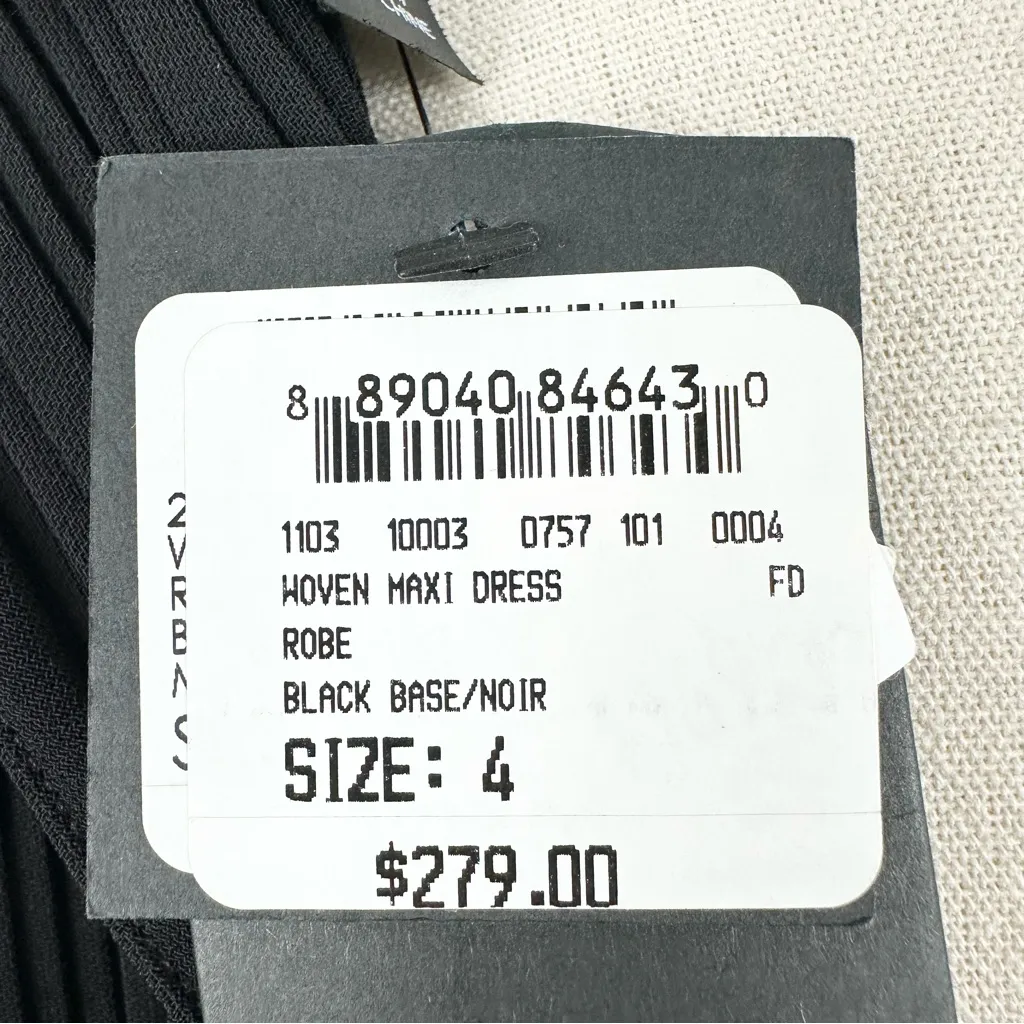 CHINE
8 89040 84643 0
1103 10003 0757 101 0004
WOVEN MAXI DRESS FD
ROBE
BLACK BASE/NOIR
SIZE: 4
$279.00